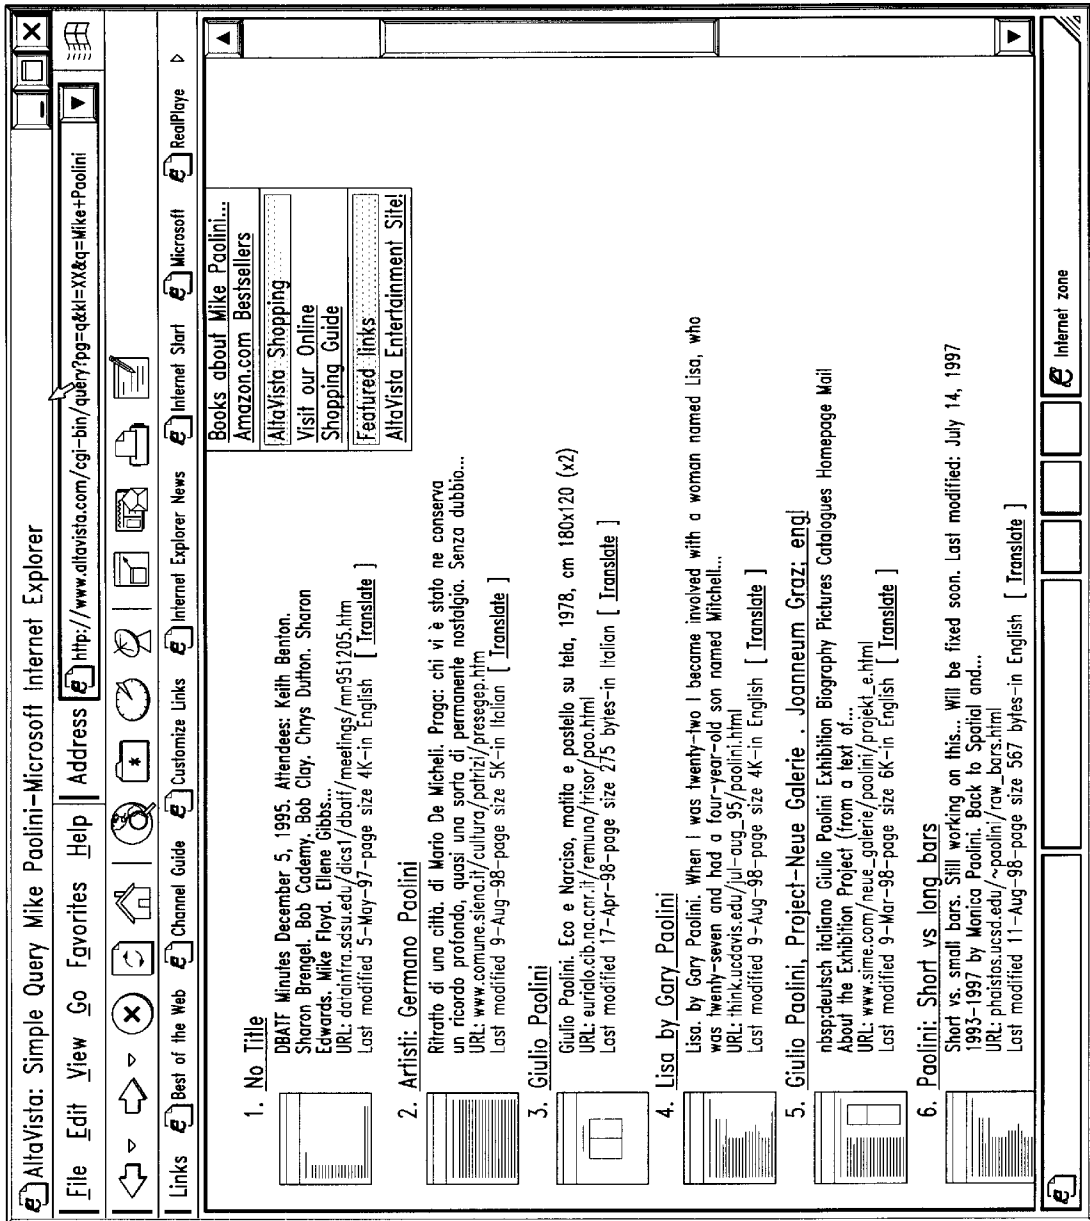 AltaVista: Simple Query Mike Paolini-Microsoft Internet Explorer
File Edit View Go Favorites Help Address http://www.altavista.com/cgi-bin/query?pg=q&kl=XX&q=Mike+Paolini
Links Best of the Web Channel Guide Customize Links Internet Explorer News Internet Start Microsoft RealPlaye
Books about Mike Paolini...
Amazon.com Bestsellers
AltaVista Shopping
Visit our Online
Shopping Guide
Featured links
AltaVista Entertainment Site!
1. No Title
DBATF Minutes December 5, 1995. Attendees: Keith Benton.
Sharon Brengel. Bob Cademy. Bob Clay. Chrys Dutton. Sharon
Edwards. Mike Floyd. Ellene Gibbs...
URL: datainfra.sdsu.edu/dics1/dbatf/meetings/mn951205.htm
Last modified 5-May-97-page size 4K-in English [ Translate ]
2. Artisti: Germano Paolini
Ritratto di una città. di Mario De Micheli. Praga: chi vi è stato ne conserva
un ricordo profondo, quasi una sorta di permanente nostalgio. Senza dubbio...
URL: www.comune.siena.it/cultura/patrizi/presegep.htm
Last modified 9-Aug-98-page size 5K-in Italian [ Translate ]
3. Giulio Paolini
Giulio Paolini. Eco e Narciso, matita e pastello su tela, 1978, cm 180x120 (x2)
URL: eurialo.cib.na.cnr.it/remuna/trisor/pao.html
Last modified 17-Apr-98-page size 275 bytes-in Italian [ Translate ]
4. Lisa by Gary Paolini
Lisa. by Gary Paolini. When I was twenty-two I became involved with a woman named Lisa, who
was twenty-seven and had a four-year-old son named Mitchell...
URL: think.ucdavis.edu/jul-aug_95/paolini.html
Last modified 9-Aug-98-page size 4K-in English [ Translate ]
5. Giulio Paolini, Project-Neue Galerie . Joanneum Graz; engl
nbsp;deutsch italiano Giulio Paolini Exhibition Biography Pictures Catalogues Homepage Mail
About the Exhibition Project (from a text of...
URL: www.sime.com/neue_galerie/paolini/projekt_e.html
Last modified 9-Mar-98-page size 6K-in English [ Translate ]
6. Paolini: Short vs long bars
Short vs. small bars. Still working on this... Will be fixed soon. Last modified: July 14, 1997
1993-1997 by Monica Paolini. Back to Spatial and...
URL: phaistos.ucsd.edu/~paolini/raw_bars.html
Last modified 11-Aug-98-page size 567 bytes-in English [ Translate ]
Internet zone